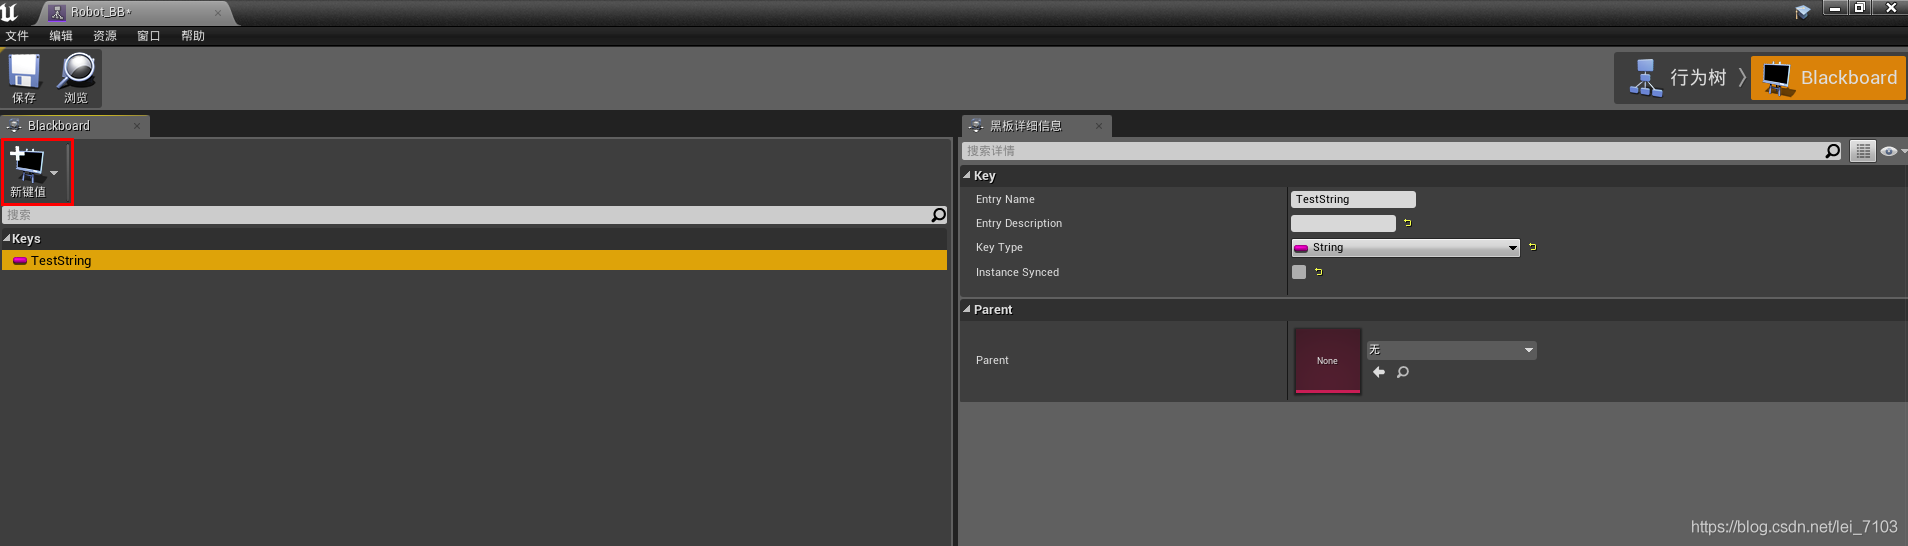 Robot_BB*
文件 编辑 资源 窗口 帮助
保存 浏览
行为树 Blackboard
Blackboard
新键值
搜索
Keys
TestString
黑板详细信息
搜索详情
Key
Entry Name TestString
Entry Description
Key Type String
Instance Synced
Parent
Parent None 无
https://blog.csdn.net/lei_7103